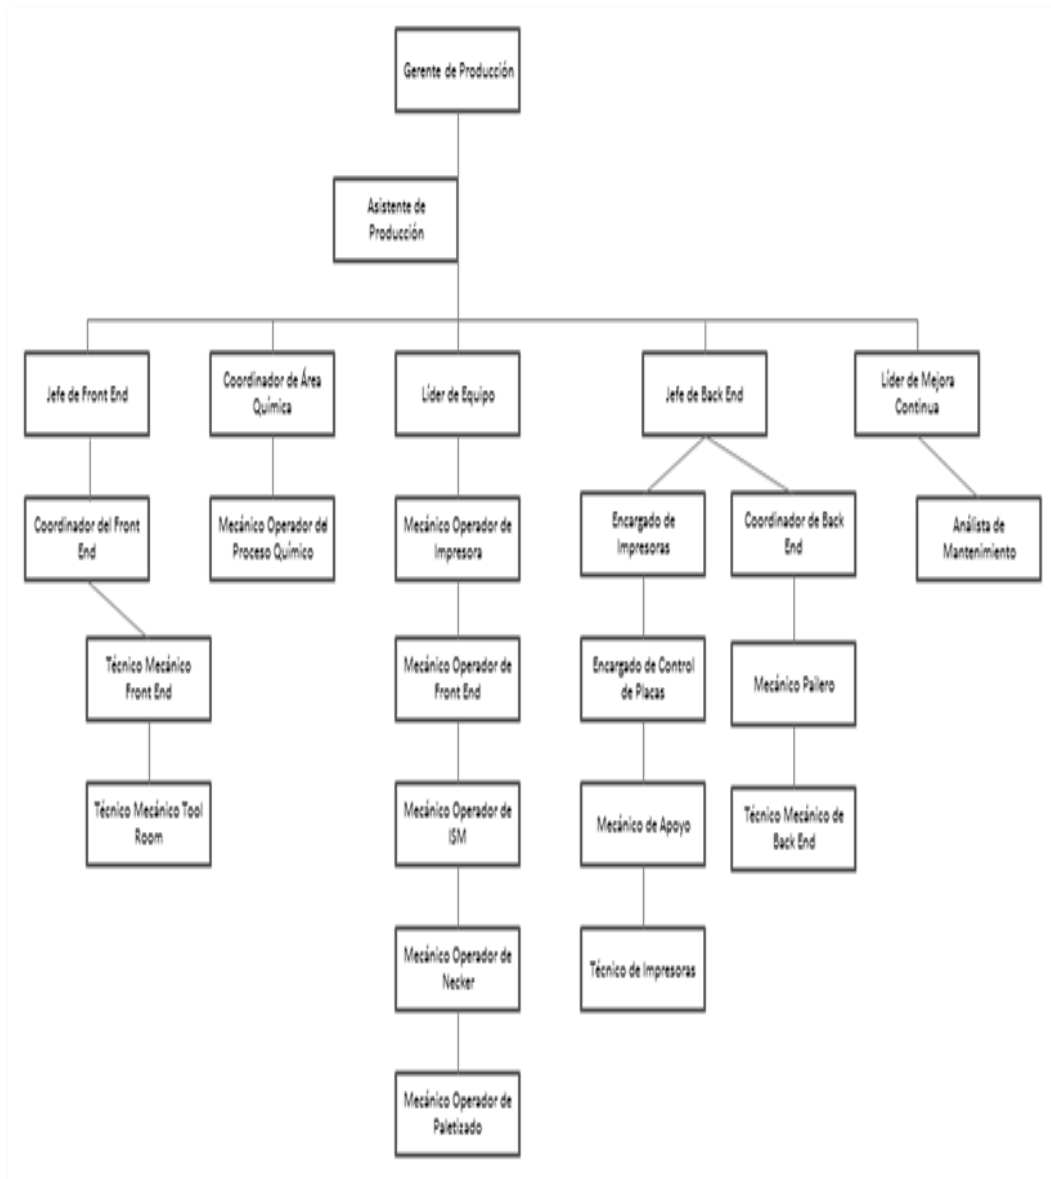 Gerente de Producción
Asistente de
Producción
Jefe de Front End
Coordinador de Área
Química
Líder de Equipo
Jefe de Back End
Líder de Mejora
Continua
Coordinador del Front
End
Mecánico Operador del
Proceso Químico
Mecánico Operador de
Impresora
Encargado de
Impresoras
Coordinador de Back
End
Análista de
Mantenimiento
Técnico Mecánico
Front End
Mecánico Operador de
Front End
Encargado de Control
de Placas
Mecánico Pailero
Técnico Mecánico Tool
Room
Mecánico Operador de
ISM
Mecánico de Apoyo
Técnico Mecánico de
Back End
Mecánico Operador de
Necker
Técnico de Impresoras
Mecánico Operador de
Paletizado